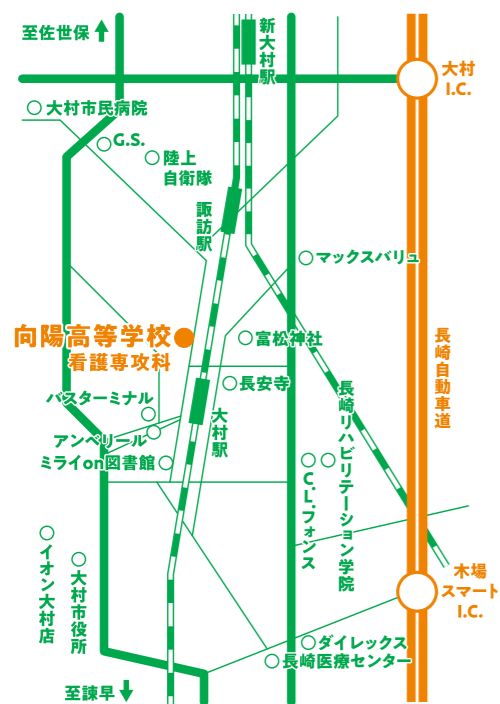 至佐世保
新大村駅
大村
I.C.
大村市民病院
G.S.
陸上
自衛隊
諏訪駅
マックスバリュ
向陽高等学校
看護専攻科
富松神社
長崎自動車道
長安寺
バスターミナル
大村駅
長崎リハビリテーション学院
アンベリール
ミライon図書館
C.L.フォンス
イオン大村店
大村市役所
木場
スマート
I.C.
ダイレックス
長崎医療センター
至諫早